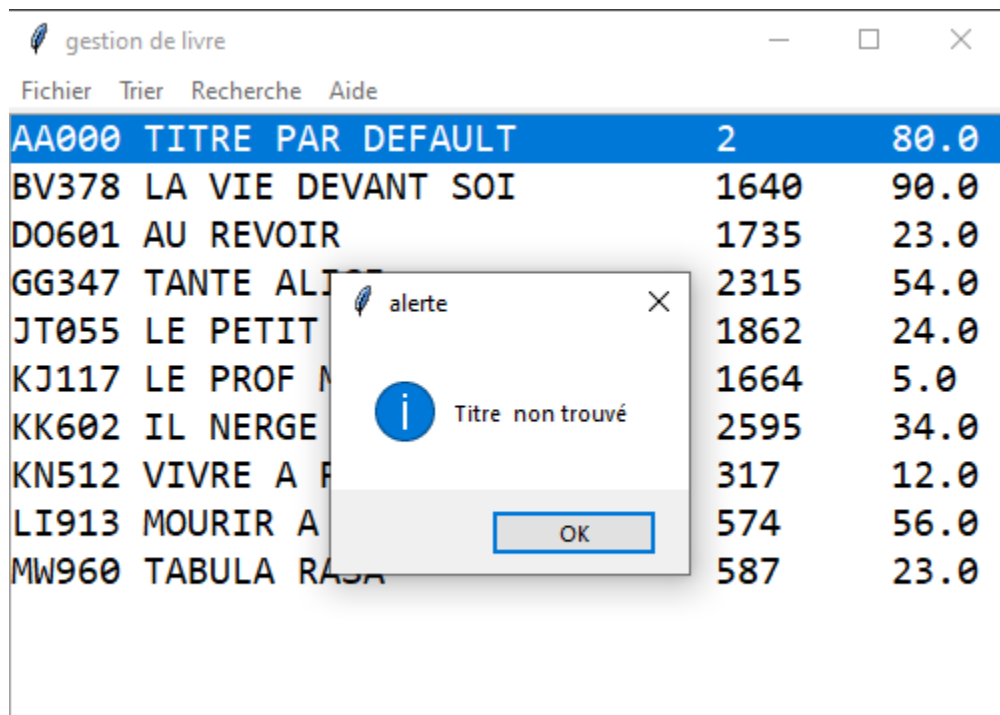 gestion de livre
Fichier Trier Recherche Aide
AA000 TITRE PAR DEFAULT 2 80.0
BV378 LA VIE DEVANT SOI 1640 90.0
DO601 AU REVOIR 1735 23.0
GG347 TANTE 2315 54.0
JT055 LE PETIT 1862 24.0
KJ117 LE PROF 1664 5.0
KK602 IL NERGE 2595 34.0
KN512 VIVRE A 317 12.0
LI913 MOURIR A 574 56.0
MW960 TABULA RASA 587 23.0
alerte
Titre non trouvé
OK